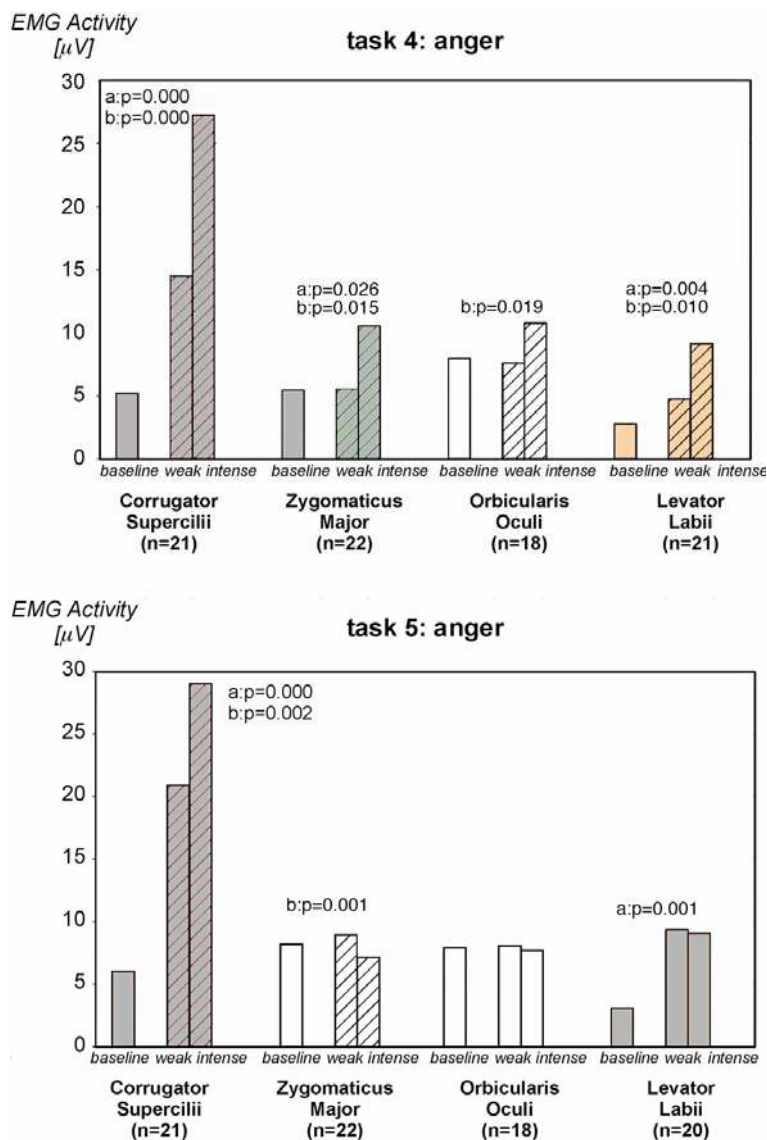 EMG Activity
[μV]
task 4: anger
30
25
20
15
10
5
0
a:p=0.000
b:p=0.000
a:p=0.026
b:p=0.015
b:p=0.019
a:p=0.004
b:p=0.010
baseline weak intense baseline weak intense baseline weak intense baseline weak intense
Corrugator Supercilii (n=21)
Zygomaticus Major (n=22)
Orbicularis Oculi (n=18)
Levator Labii (n=21)
EMG Activity
[μV]
task 5: anger
30
25
20
15
10
5
0
a:p=0.000
b:p=0.002
b:p=0.001
a:p=0.001
baseline weak intense baseline weak intense baseline weak intense baseline weak intense
Corrugator Supercilii (n=21)
Zygomaticus Major (n=22)
Orbicularis Oculi (n=18)
Levator Labii (n=20)